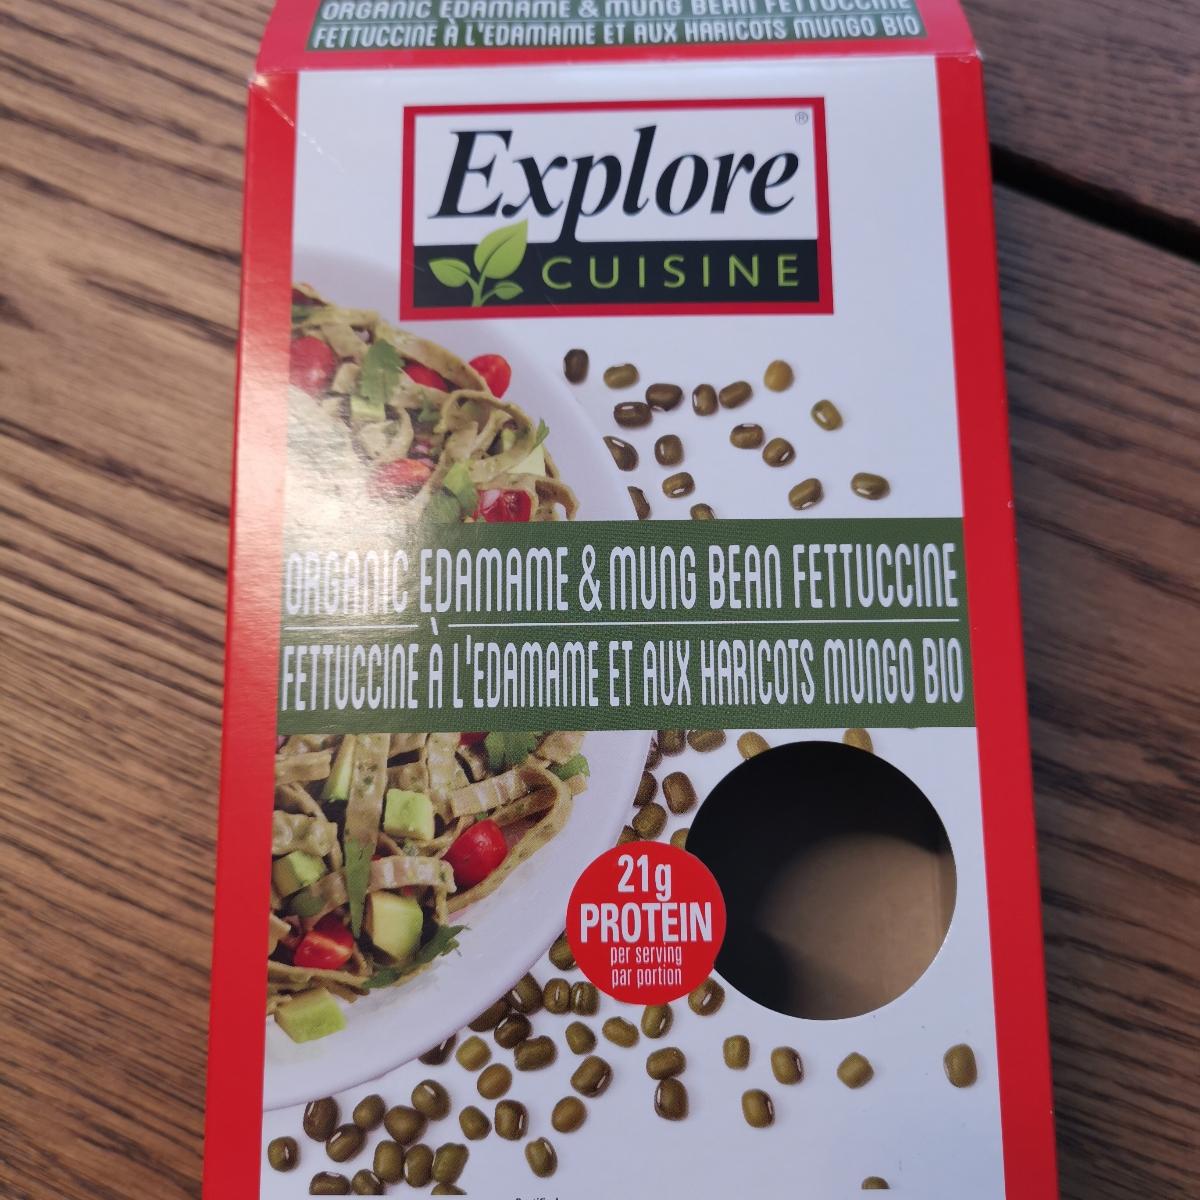 ORGANIC EDAMAME & MUNG BEAN FETTUCCINE
FETTUCCINE À L'EDAMAME ET AUX HARICOTS MUNGO BIO
Explore®
CUISINE
ORGANIC EDAMAME & MUNG BEAN FETTUCCINE
FETTUCCINE À L'EDAMAME ET AUX HARICOTS MUNGO BIO
21g
PROTEIN
per serving
par portion